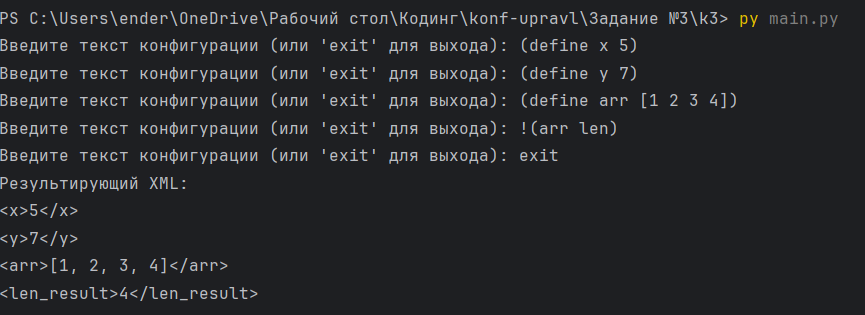 PS C:\Users\ender\OneDrive\Рабочий стол\Кодинг\konf-upravl\Задание №3\k3> py main.py
Введите текст конфигурации (или 'exit' для выхода): (define x 5)
Введите текст конфигурации (или 'exit' для выхода): (define y 7)
Введите текст конфигурации (или 'exit' для выхода): (define arr [1 2 3 4])
Введите текст конфигурации (или 'exit' для выхода): !(arr len)
Введите текст конфигурации (или 'exit' для выхода): exit
Результирующий XML:
<x>5</x>
<y>7</y>
<arr>[1, 2, 3, 4]</arr>
<len_result>4</len_result>